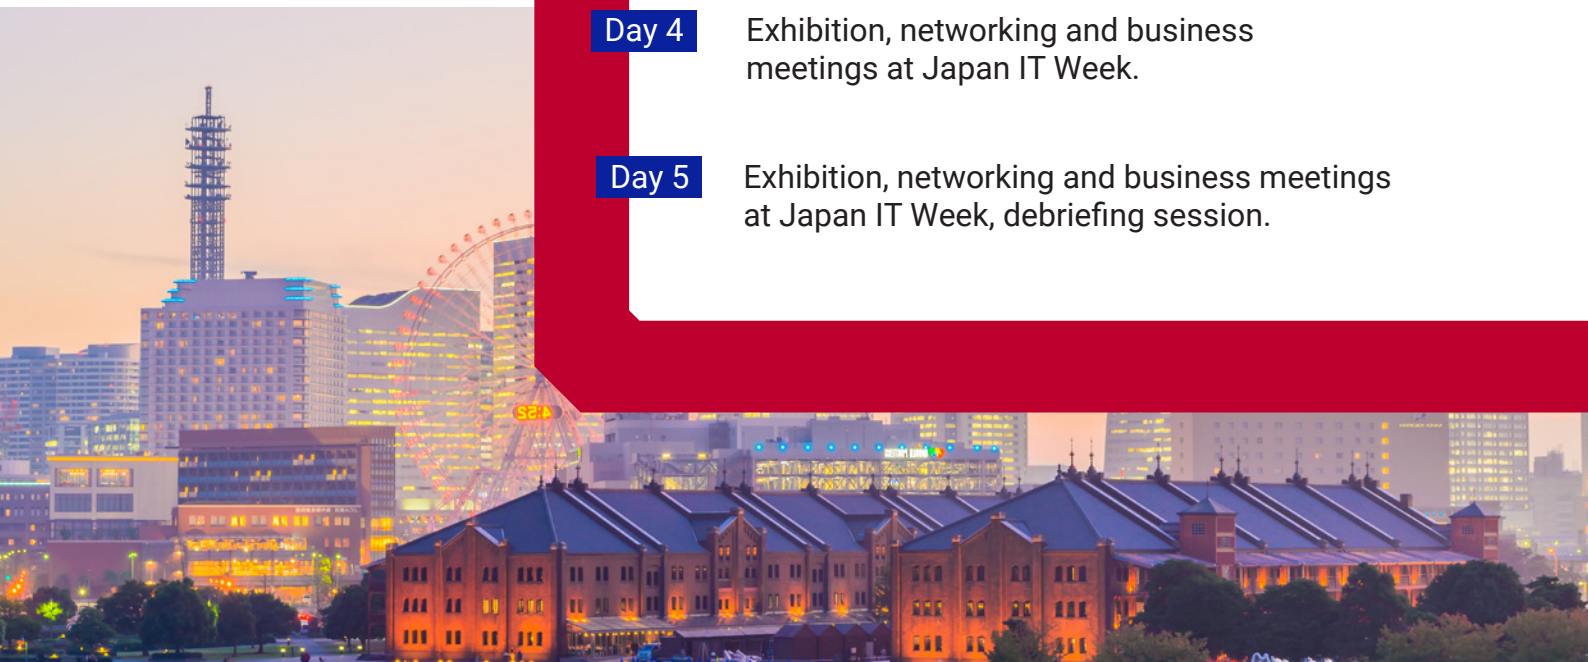 Day 4
Exhibition, networking and business
meetings at Japan IT Week.
Day 5
Exhibition, networking and business meetings
at Japan IT Week, debriefing session.